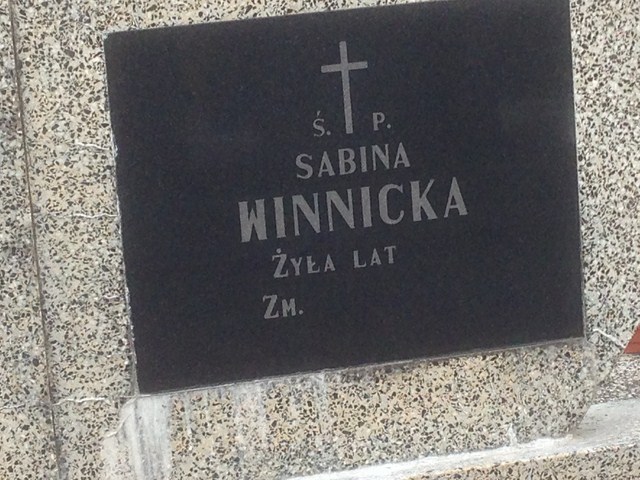 Ś. P.
SABINA
WINNICKA
ŻYŁA LAT
ZM.